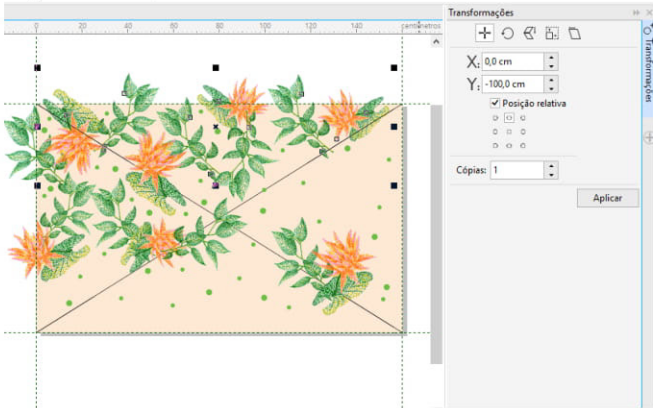 Transformações
0 20 40 60 80 100 120 140 centímetros
X: 0,0 cm
Y: -100,0 cm
Posição relativa
Cópias: 1
Aplicar
Transformações